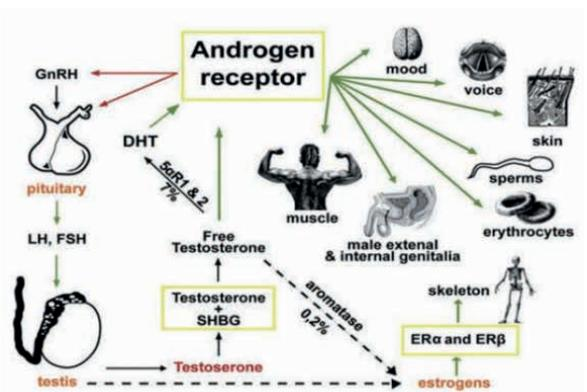 Androgen
receptor
GnRH
pituitary
LH, FSH
testis
DHT
5αR1 & 2
7%
Free
Testosterone
Testosterone
+
SHBG
Testoserone
aromatase
0,2%
mood
voice
skin
sperms
erythrocytes
muscle
male extenal
& internal genitalia
skeleton
ERα and ERβ
estrogens